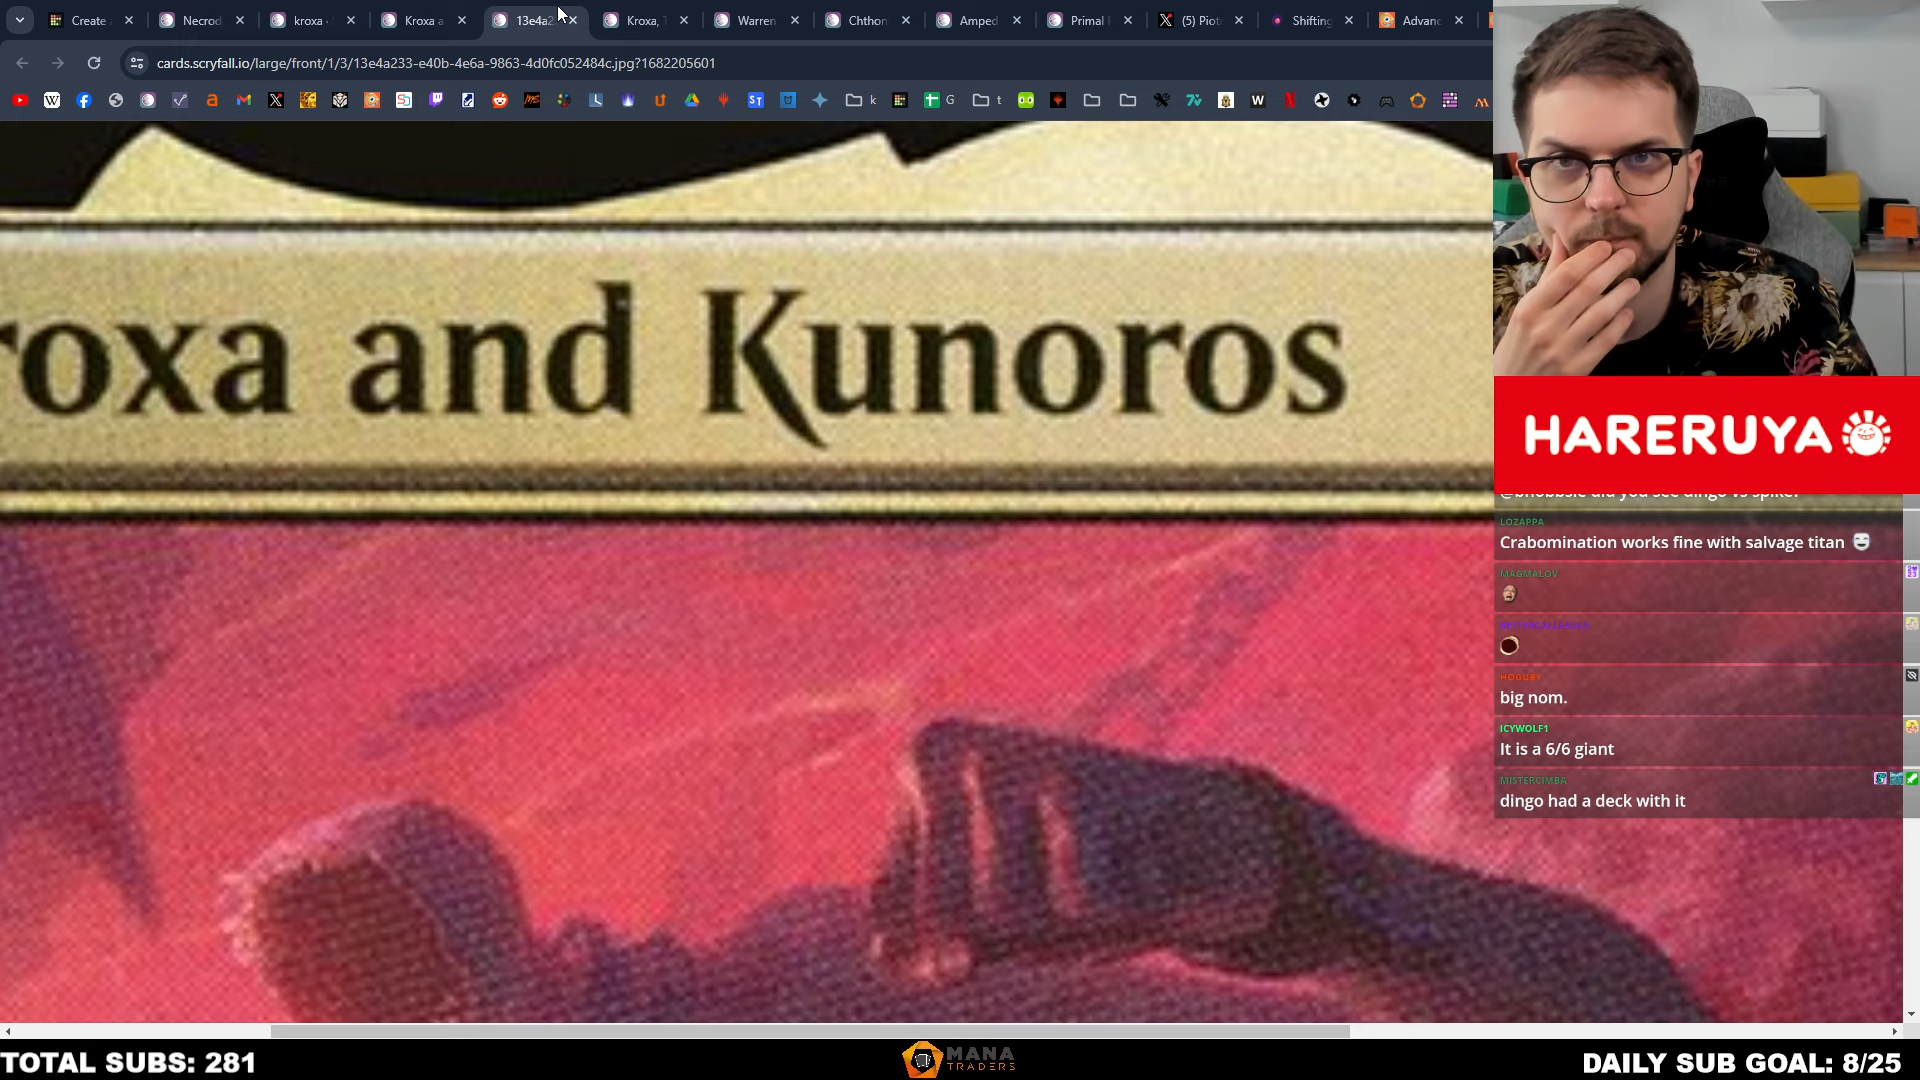 Create
Necrod
kroxa
Kroxa a
13e4a2
Kroxa,
Warren
Chthon
Amped
Primal
(5) Piot
Shifting
Advanc
cards.scryfall.io/large/front/1/3/13e4a233-e40b-4e6a-9863-4d0fc052484c.jpg?1682205601
k
G
t
roxa and Kunoros
HARERUYA
LOZAPPA
Crabomination works fine with salvage titan
MAGMALOV
HOGUBY
big nom.
ICYWOLF1
It is a 6/6 giant
MISTERCIMBA
dingo had a deck with it
TOTAL SUBS: 281
MANA
TRADERS
DAILY SUB GOAL: 8/25